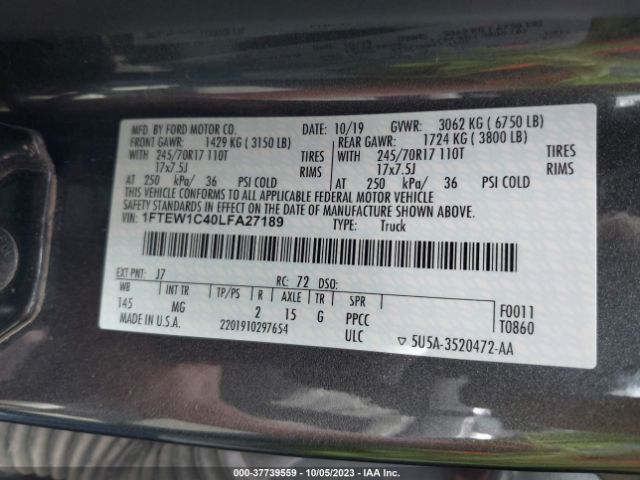 MFD. BY FORD MOTOR CO. DATE: 10/19 GVWR: 3062 KG ( 6750 LB)
FRONT GAWR: 1429 KG ( 3150 LB) REAR GAWR: 1724 KG ( 3800 LB)
WITH 245/70R17 110T TIRES WITH 245/70R17 110T TIRES
17x7.5J RIMS 17x7.5J RIMS
AT 250 kPa/ 36 PSI COLD AT 250 kPa/ 36 PSI COLD
THIS VEHICLE CONFORMS TO ALL APPLICABLE FEDERAL MOTOR VEHICLE
SAFETY STANDARDS IN EFFECT ON THE DATE OF MANUFACTURE SHOWN ABOVE.
VIN: 1FTEW1C40LFA27189 TYPE: Truck
EXT PNT: J7 RC: 72 DSO:
WB INT TR TP/PS R AXLE TR SPR
145 MG 2 15 G PPCC
F0011
T0860
MADE IN U.S.A. 2201910297654 ULC ▽ 5U5A-3520472-AA
000-37739559 - 10/05/2023 - IAA Inc.